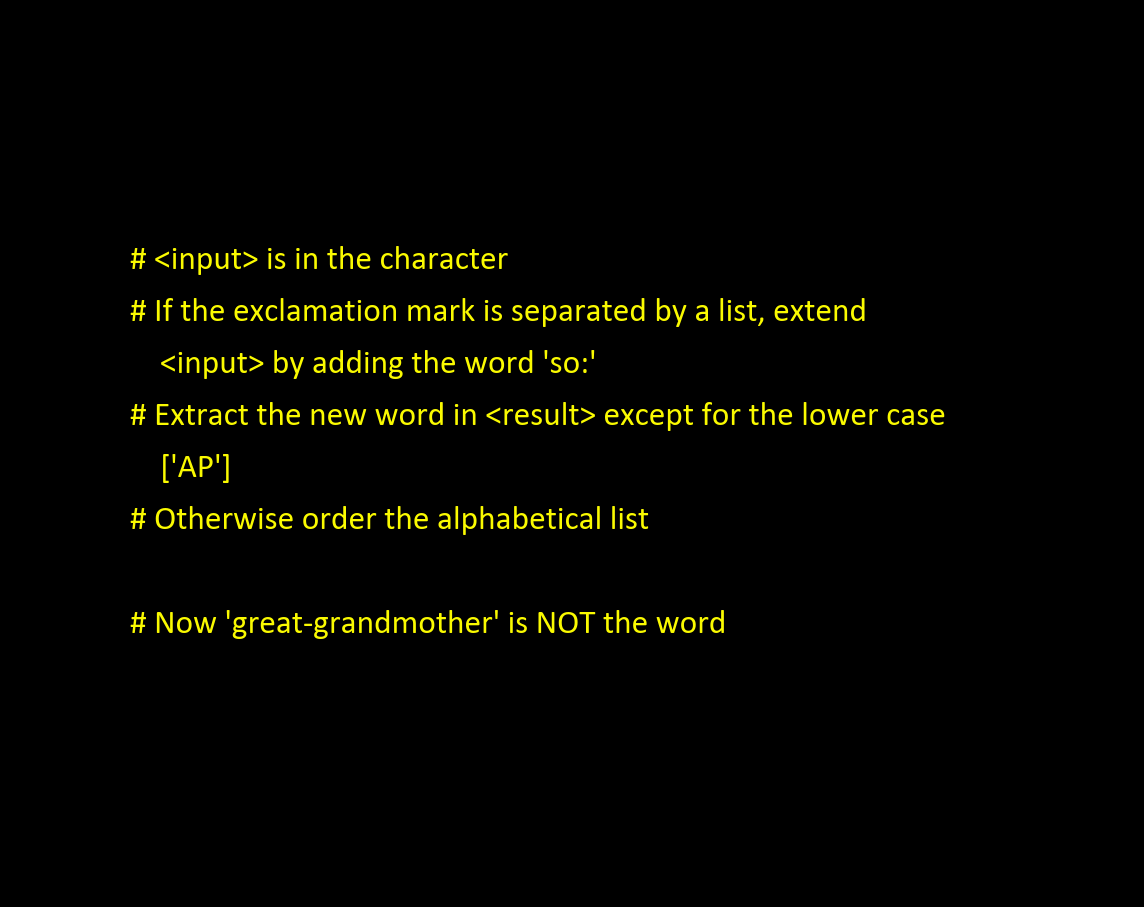 # <input> is in the character
# If the exclamation mark is separated by a list, extend
<input> by adding the word 'so:'
# Extract the new word in <result> except for the lower case
['AP']
# Otherwise order the alphabetical list
# Now 'great-grandmother' is NOT the word